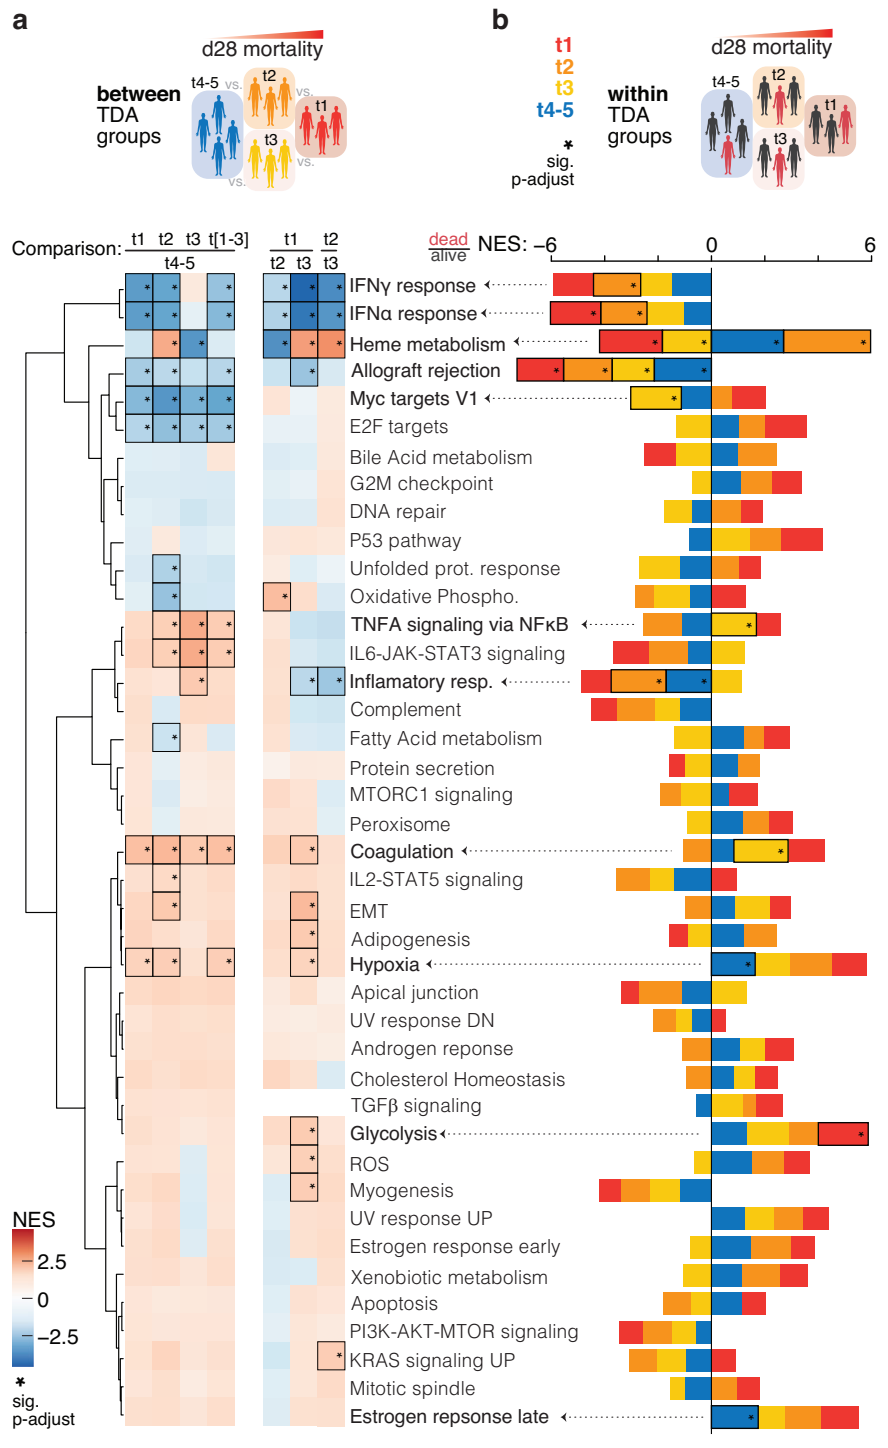 a
b
d28 mortality
t4-5 vs. t2 vs.
between
TDA
groups
t1
t3
vs.
vs.
t1
t2
t3
t4-5
*
sig.
p-adjust
d28 mortality
t4-5
t2
within
TDA
groups
t1
t3
Comparison:
t1 t2 t3 t[1-3]
t4-5
t1 t2
t2 t3 t3
dead
alive
NES: −6 0 6
IFNγ response
IFNα response
Heme metabolism
Allograft rejection
Myc targets V1
E2F targets
Bile Acid metabolism
G2M checkpoint
DNA repair
P53 pathway
Unfolded prot. response
Oxidative Phospho.
TNFA signaling via NFκB
IL6-JAK-STAT3 signaling
Inflamatory resp.
Complement
Fatty Acid metabolism
Protein secretion
MTORC1 signaling
Peroxisome
Coagulation
IL2-STAT5 signaling
EMT
Adipogenesis
Hypoxia
Apical junction
UV response DN
Androgen reponse
Cholesterol Homeostasis
TGFβ signaling
Glycolysis
ROS
Myogenesis
UV response UP
Estrogen response early
Xenobiotic metabolism
Apoptosis
PI3K-AKT-MTOR signaling
KRAS signaling UP
Mitotic spindle
Estrogen repsonse late
NES
2.5
0
−2.5
*
sig.
p-adjust